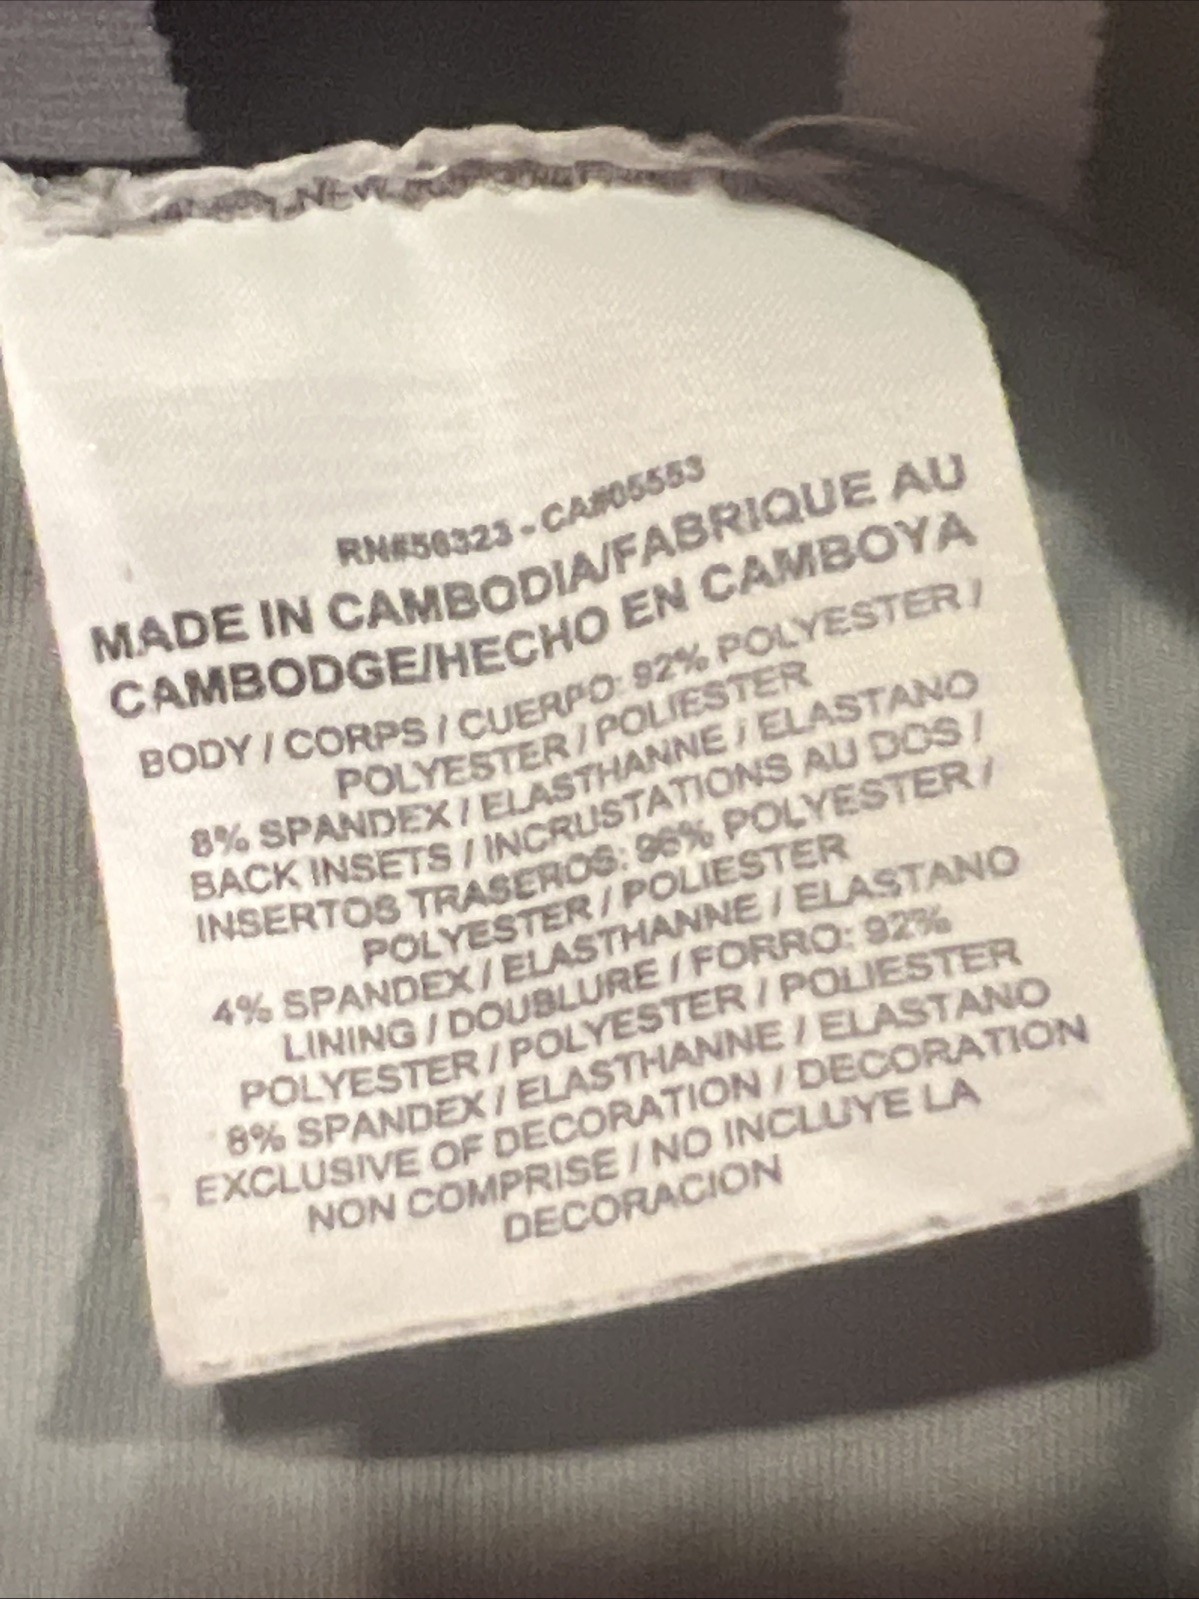 RN#56323 - CA#05553
MADE IN CAMBODIA/FABRIQUE AU
CAMBODGE/HECHO EN CAMBOYA
BODY / CORPS / CUERPO: 92% POLYESTER /
POLYESTER / POLIESTER
8% SPANDEX / ELASTHANNE / ELASTANO
BACK INSETS / INCRUSTATIONS AU DOS /
INSERTOS TRASEROS: 96% POLYESTER /
POLYESTER / POLIESTER
4% SPANDEX / ELASTHANNE / ELASTANO
LINING / DOUBLURE / FORRO: 92%
POLYESTER / POLYESTER / POLIESTER
8% SPANDEX / ELASTHANNE / ELASTANO
EXCLUSIVE OF DECORATION / DECORATION
NON COMPRISE / NO INCLUYE LA
DECORACION